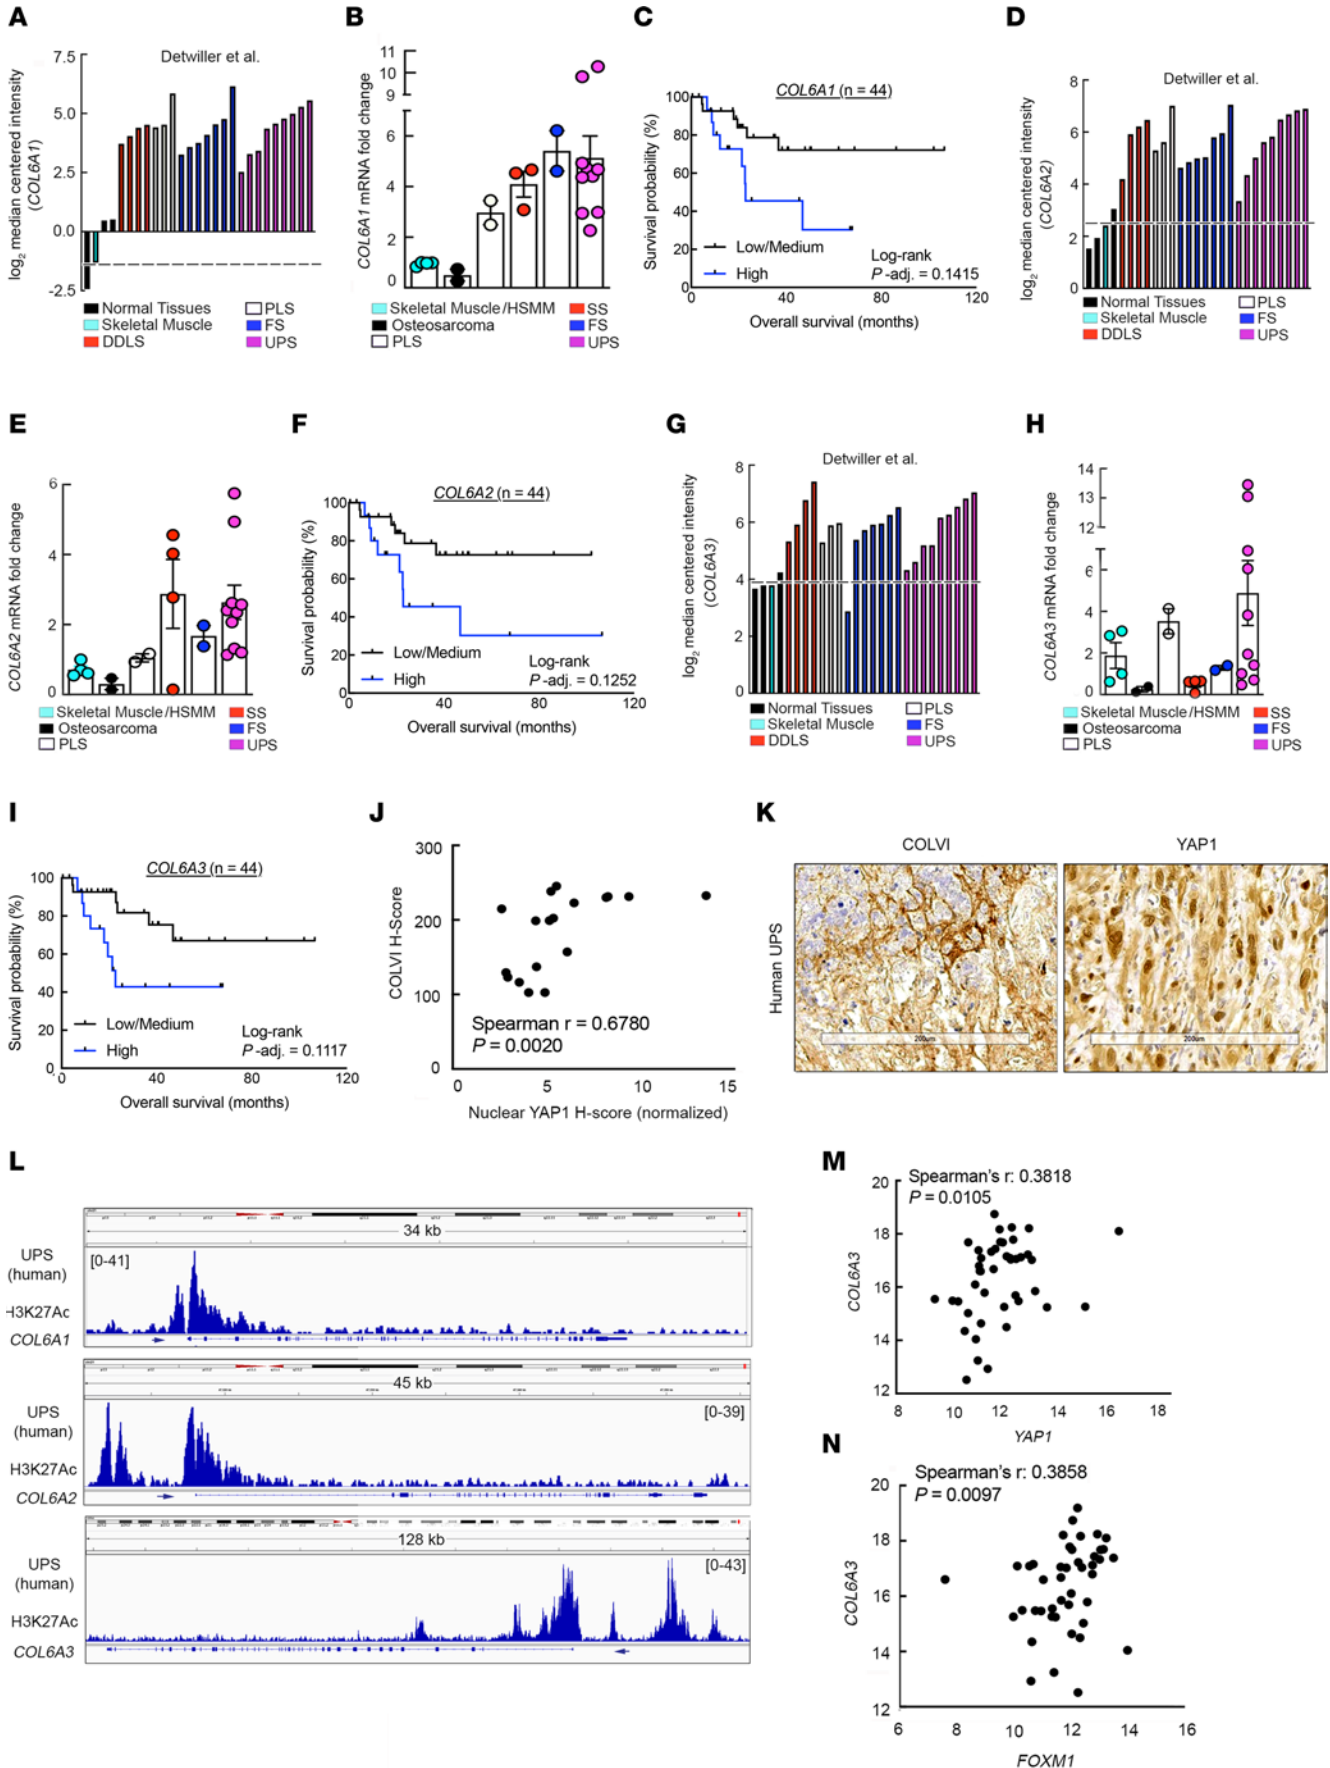 A
Detwiller et al.
log2 median centered intensity
(COL6A1)
7.5
5.0
2.5
0.0
-2.5
Normal Tissues
Skeletal Muscle
DDLS
PLS
FS
UPS
B
COL6A1 mRNA fold change
11
10
9
6
4
2
0
Skeletal Muscle/HSMM
Osteosarcoma
PLS
SS
FS
UPS
C
COL6A1 (n = 44)
Survival probability (%)
100
80
60
40
20
0
Low/Medium
High
Log-rank
P-adj. = 0.1415
0 40 80 120
Overall survival (months)
D
Detwiller et al.
log2 median centered intensity
(COL6A2)
8
6
4
2
0
Normal Tissues
Skeletal Muscle
DDLS
PLS
FS
UPS
E
COL6A2 mRNA fold change
6
4
2
0
Skeletal Muscle/HSMM
Osteosarcoma
PLS
SS
FS
UPS
F
COL6A2 (n = 44)
Survival probability (%)
100
80
60
40
20
0
Low/Medium
High
Log-rank
P-adj. = 0.1252
0 40 80 120
Overall survival (months)
G
Detwiller et al.
log2 median centered intensity
(COL6A3)
8
6
4
2
0
Normal Tissues
Skeletal Muscle
DDLS
PLS
FS
UPS
H
COL6A3 mRNA fold change
14
13
12
6
4
2
0
Skeletal Muscle/HSMM
Osteosarcoma
PLS
SS
FS
UPS
I
COL6A3 (n = 44)
Survival probability (%)
100
80
60
40
20
0
Low/Medium
High
Log-rank
P-adj. = 0.1117
0 40 80 120
Overall survival (months)
J
COLVI H-Score
300
200
100
0
Spearman r = 0.6780
P = 0.0020
0 5 10 15
Nuclear YAP1 H-score (normalized)
K
COLVI
YAP1
Human UPS
200um
200um
L
34 kb
UPS
(human)
[0-41]
H3K27Ac
COL6A1
45 kb
UPS
(human)
[0-39]
H3K27Ac
COL6A2
128 kb
UPS
(human)
[0-43]
H3K27Ac
COL6A3
M
Spearman's r: 0.3818
P = 0.0105
COL6A3
20
18
16
14
12
8 10 12 14 16 18
YAP1
N
Spearman's r: 0.3858
P = 0.0097
COL6A3
20
18
16
14
12
6 8 10 12 14 16
FOXM1